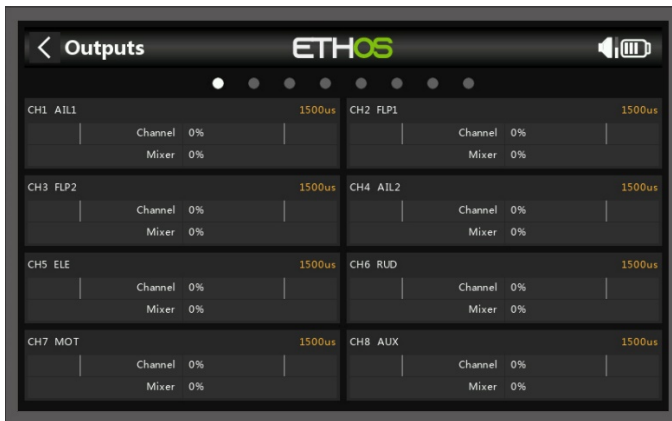 Outputs
ETHOS
CH1 AIL1 1500us
Channel 0%
Mixer 0%
CH2 FLP1 1500us
Channel 0%
Mixer 0%
CH3 FLP2 1500us
Channel 0%
Mixer 0%
CH4 AIL2 1500us
Channel 0%
Mixer 0%
CH5 ELE 1500us
Channel 0%
Mixer 0%
CH6 RUD 1500us
Channel 0%
Mixer 0%
CH7 MOT 1500us
Channel 0%
Mixer 0%
CH8 AUX 1500us
Channel 0%
Mixer 0%